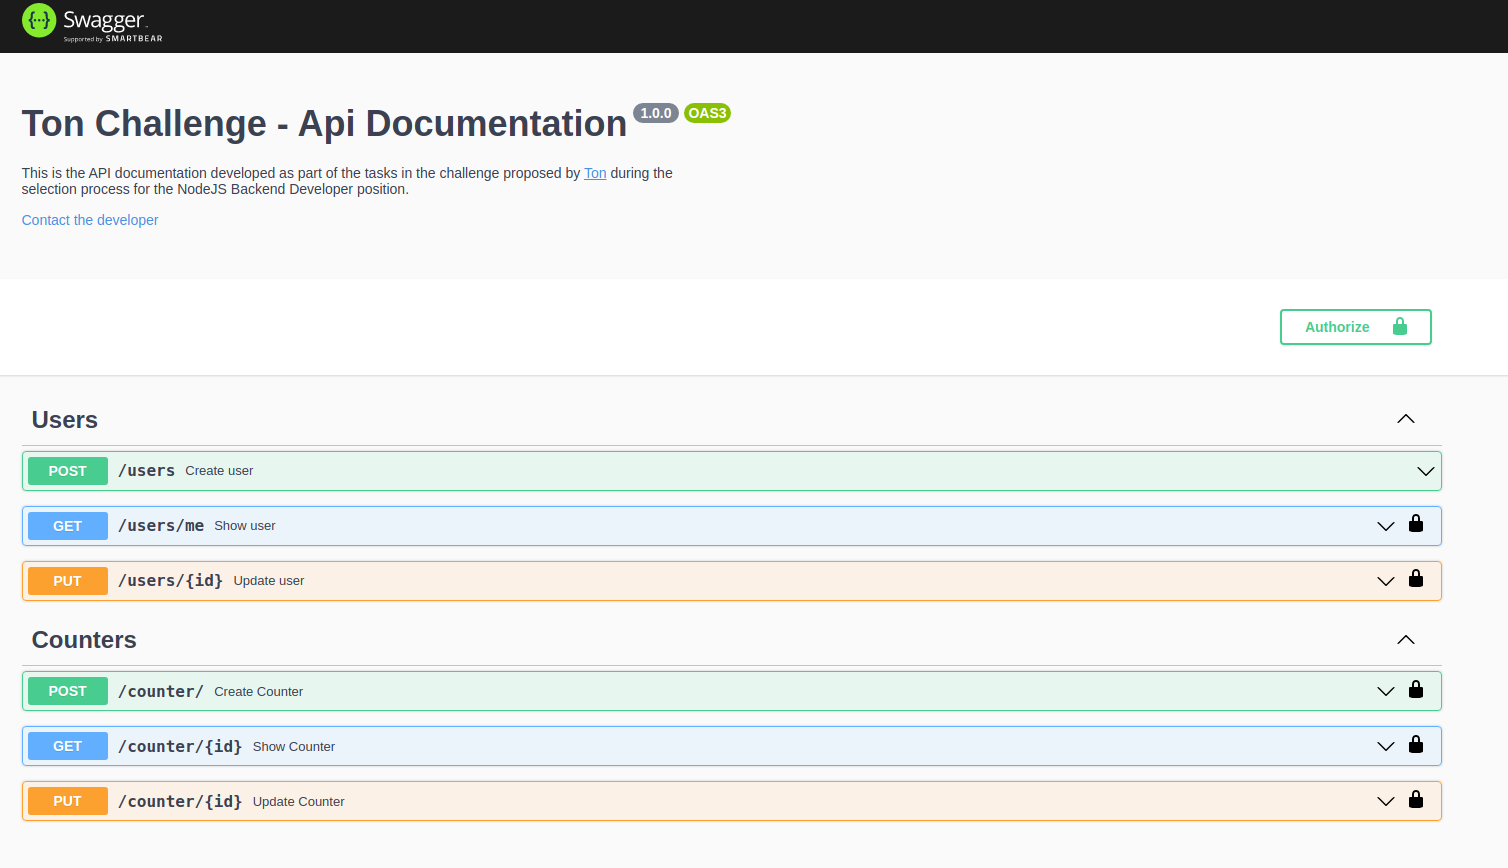 Swagger
Supported by SMARTBEAR
Ton Challenge - Api Documentation 1.0.0 OAS3
This is the API documentation developed as part of the tasks in the challenge proposed by Ton during the
selection process for the NodeJS Backend Developer position.
Contact the developer
Authorize
Users
POST /users Create user
GET /users/me Show user
PUT /users/{id} Update user
Counters
POST /counter/ Create Counter
GET /counter/{id} Show Counter
PUT /counter/{id} Update Counter